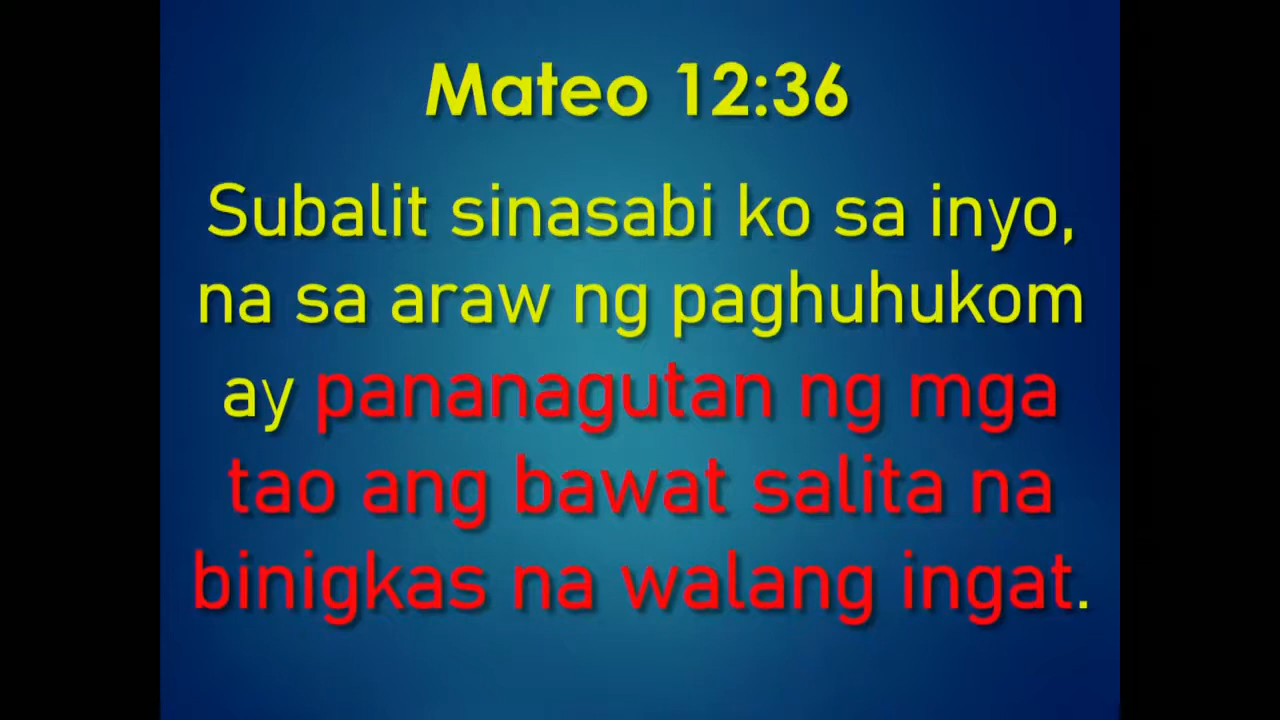 Mateo 12:36
Subalit sinasabi ko sa inyo,
na sa araw ng paghuhukom
ay pananagutan ng mga
tao ang bawat salita na
binigkas na walang ingat.